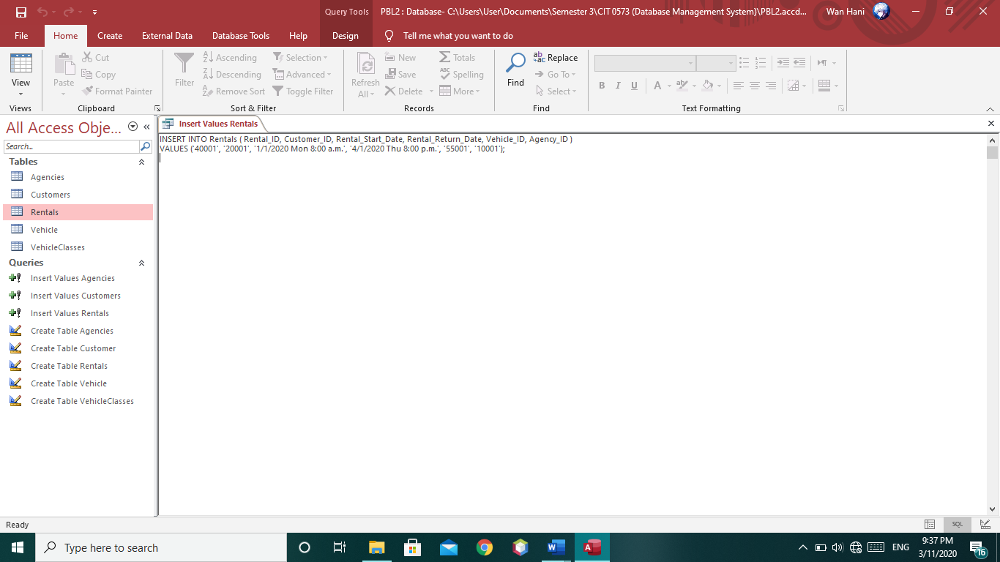 Query Tools
PBL2 : Database- C:\Users\User\Documents\Semester 3\CIT 0573 (Database Management System)\PBL2.accd...
Wan Hani
File
Home
Create
External Data
Database Tools
Help
Design
Tell me what you want to do
View
Views
Paste
Cut
Copy
Format Painter
Clipboard
Filter
Ascending
Descending
Remove Sort
Selection
Advanced
Toggle Filter
Sort & Filter
Refresh
All
New
Save
Delete
Totals
Spelling
More
Records
Find
Replace
Go To
Select
Find
B I U A
Text Formatting
All Access Obje...
Search...
Tables
Agencies
Customers
Rentals
Vehicle
VehicleClasses
Queries
Insert Values Agencies
Insert Values Customers
Insert Values Rentals
Create Table Agencies
Create Table Customer
Create Table Rentals
Create Table Vehicle
Create Table VehicleClasses
Insert Values Rentals
INSERT INTO Rentals ( Rental_ID, Customer_ID, Rental_Start_Date, Rental_Return_Date, Vehicle_ID, Agency_ID )
VALUES ('40001', '20001', '1/1/2020 Mon 8:00 a.m.', '4/1/2020 Thu 8:00 p.m.', '55001', '10001');
Ready
SQL
Type here to search
ENG
9:37 PM
3/11/2020
16